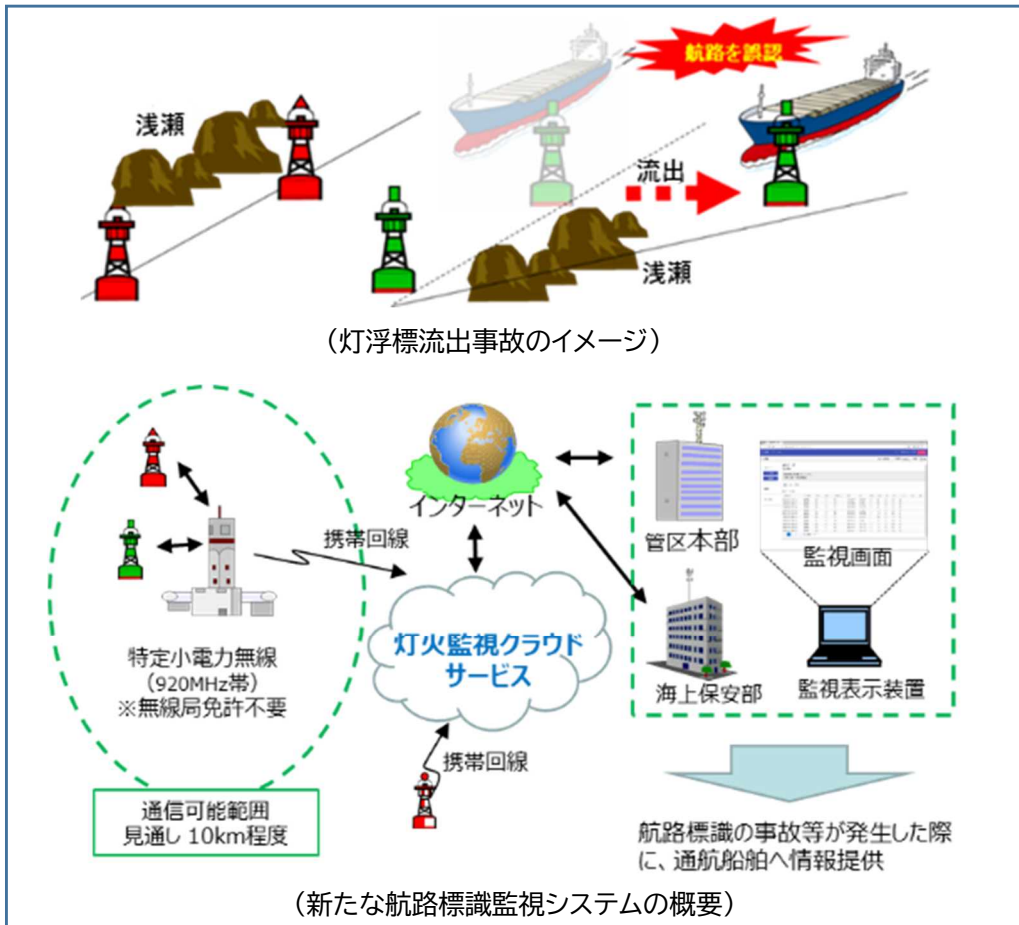 航路を誤認
浅瀬
流出
浅瀬
（灯浮標流出事故のイメージ）
インターネット
管区本部
監視画面
携帯回線
灯火監視クラウド
サービス
特定小電力無線
（920MHz帯）
※無線局免許不要
海上保安部
監視表示装置
携帯回線
通信可能範囲
見通し 10km程度
航路標識の事故等が発生した際
に、通航船舶へ情報提供
（新たな航路標識監視システムの概要）